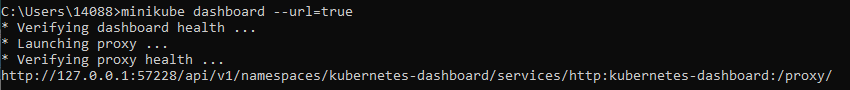 C:\Users\14088>minikube dashboard --url=true
* Verifying dashboard health ...
* Launching proxy ...
* Verifying proxy health ...
http://127.0.0.1:57228/api/v1/namespaces/kubernetes-dashboard/services/http:kubernetes-dashboard:/proxy/